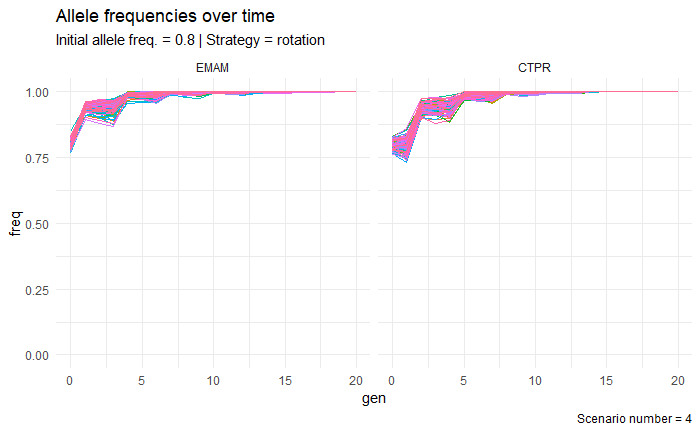 Allele frequencies over time
Initial allele freq. = 0.8 | Strategy = rotation
EMAM
CTPR
freq
1.00
0.75
0.50
0.25
0.00
0 5 10 15 20
0 5 10 15 20
gen
Scenario number = 4